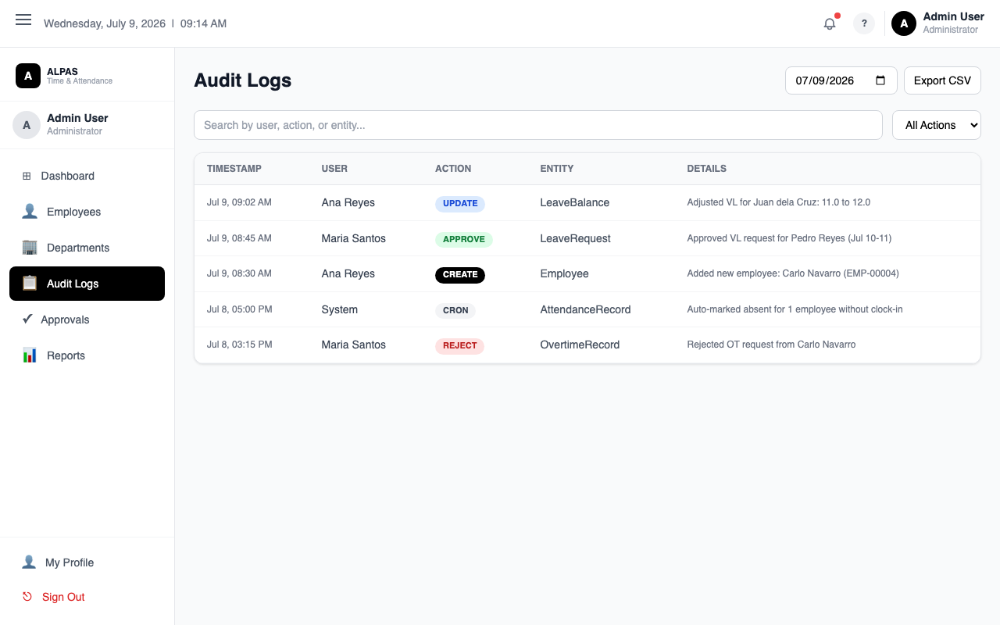 Wednesday, July 9, 2026 | 09:14 AM
?
A
Admin User
Administrator
A
ALPAS
Time & Attendance
A
Admin User
Administrator
Dashboard
Employees
Departments
Audit Logs
Approvals
Reports
My Profile
Sign Out
Audit Logs
07/09/2026
Export CSV
Search by user, action, or entity...
All Actions
TIMESTAMP USER ACTION ENTITY DETAILS
Jul 9, 09:02 AM Ana Reyes UPDATE LeaveBalance Adjusted VL for Juan dela Cruz: 11.0 to 12.0
Jul 9, 08:45 AM Maria Santos APPROVE LeaveRequest Approved VL request for Pedro Reyes (Jul 10-11)
Jul 9, 08:30 AM Ana Reyes CREATE Employee Added new employee: Carlo Navarro (EMP-00004)
Jul 8, 05:00 PM System CRON AttendanceRecord Auto-marked absent for 1 employee without clock-in
Jul 8, 03:15 PM Maria Santos REJECT OvertimeRecord Rejected OT request from Carlo Navarro